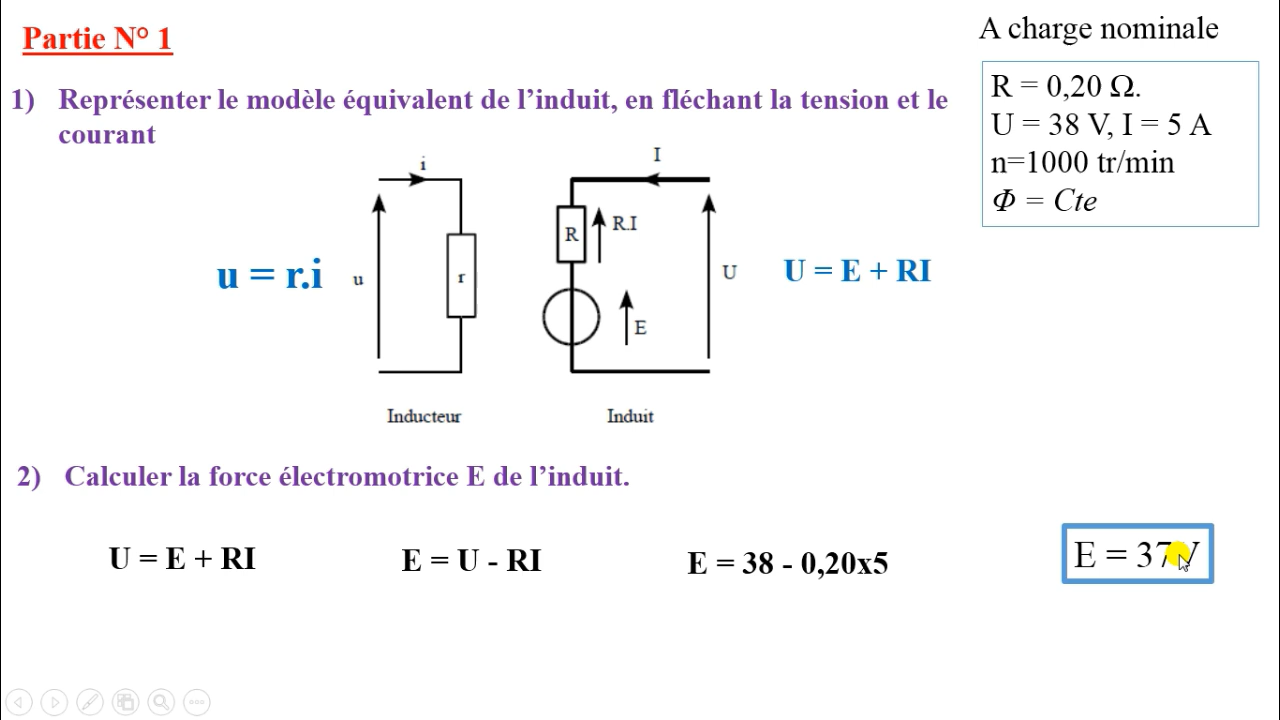 Partie N° 1
A charge nominale
R = 0,20 Ω.
U = 38 V, I = 5 A
n=1000 tr/min
Φ = Cte
1) Représenter le modèle équivalent de l’induit, en fléchant la tension et le
courant
i
I
R
R.I
u = r.i
u
r
U
U = E + RI
E
Inducteur
Induit
2) Calculer la force électromotrice E de l’induit.
U = E + RI
E = U - RI
E = 38 - 0,20x5
E = 37 V